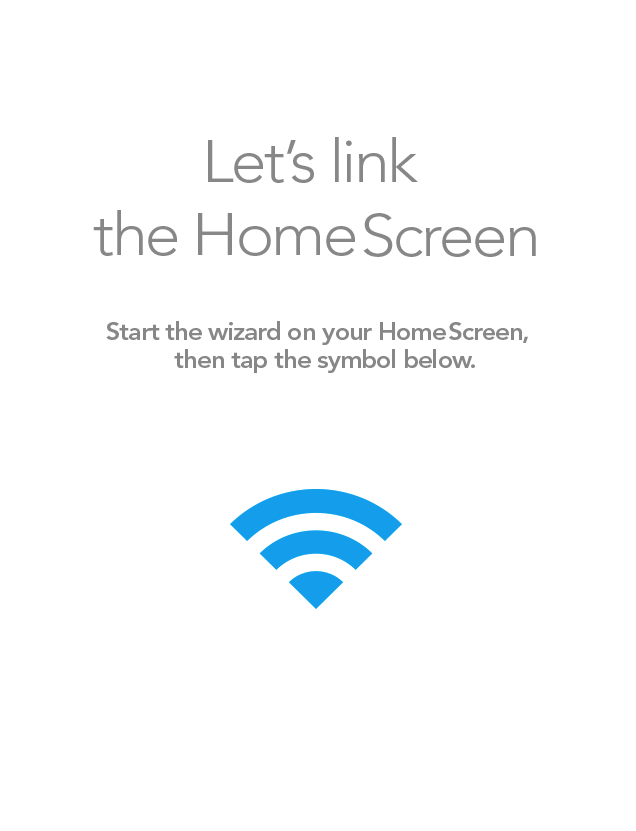 Let’s link
the HomeScreen
Start the wizard on your HomeScreen,
then tap the symbol below.